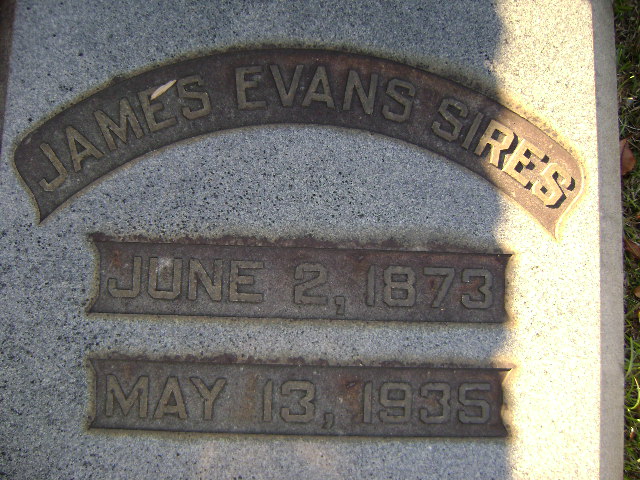 JAMES EVANS SIRES
JUNE 2, 1873
MAY 13, 1935